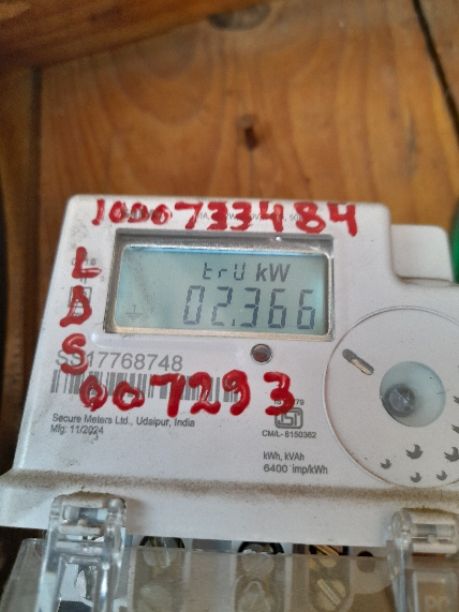 1000733484
trU kW
02.366
L
D
S
SS17768748
007293
Secure Meters Ltd., Udaipur, India
Mfg: 11/2024
CM/L- 8150362
kWh, kVAh
6400 imp/kWh